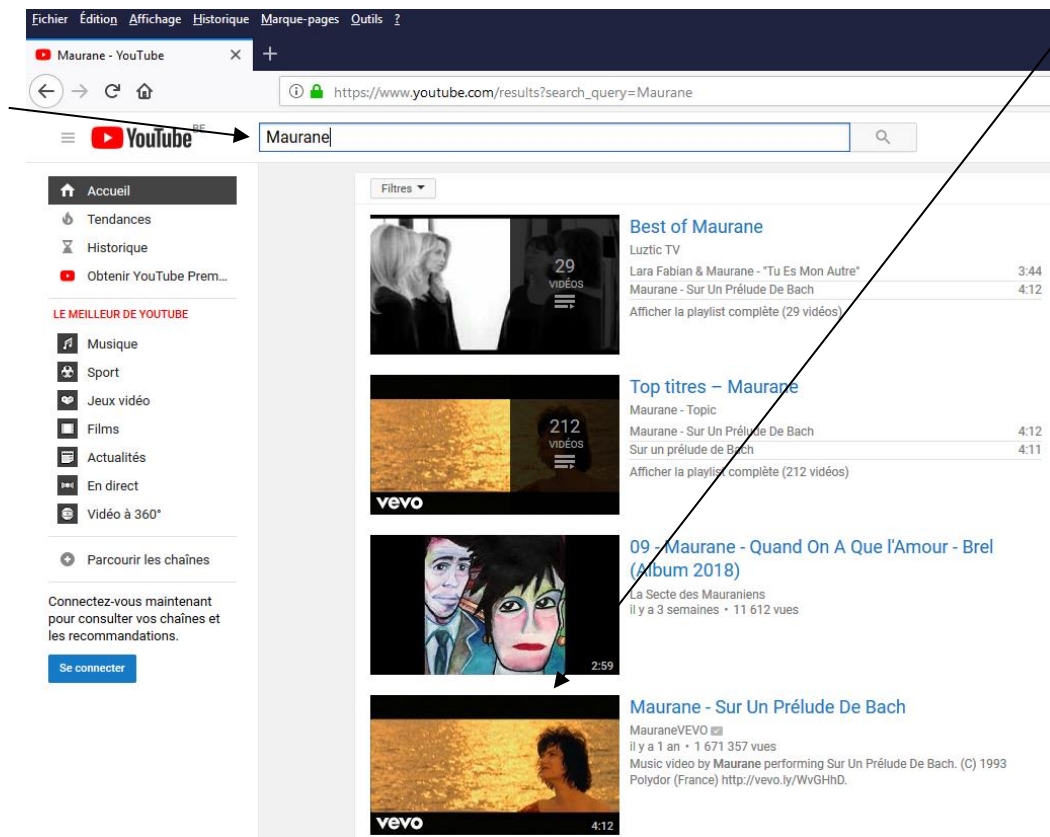 Fichier Édition Affichage Historique Marque-pages Outils ?
Maurane - YouTube
https://www.youtube.com/results?search_query=Maurane
YouTube BE
Maurane
Accueil
Tendances
Historique
Obtenir YouTube Prem...
LE MEILLEUR DE YOUTUBE
Musique
Sport
Jeux vidéo
Films
Actualités
En direct
Vidéo à 360°
Parcourir les chaînes
Connectez-vous maintenant
pour consulter vos chaînes et
les recommandations.
Se connecter
Filtres
29
VIDÉOS
Best of Maurane
Luztic TV
Lara Fabian & Maurane - "Tu Es Mon Autre" 3:44
Maurane - Sur Un Prélude De Bach 4:12
Afficher la playlist complète (29 vidéos)
212
VIDÉOS
vevo
Top titres – Maurane
Maurane - Topic
Maurane - Sur Un Prélude De Bach 4:12
Sur un prélude de Bach 4:11
Afficher la playlist complète (212 vidéos)
2:59
09 - Maurane - Quand On A Que l'Amour - Brel
(Album 2018)
La Secte des Mauraniens
il y a 3 semaines • 11 612 vues
vevo
4:12
Maurane - Sur Un Prélude De Bach
MauraneVEVO
il y a 1 an • 1 671 357 vues
Music video by Maurane performing Sur Un Prélude De Bach. (C) 1993
Polydor (France) http://vevo.ly/WvGHhD.